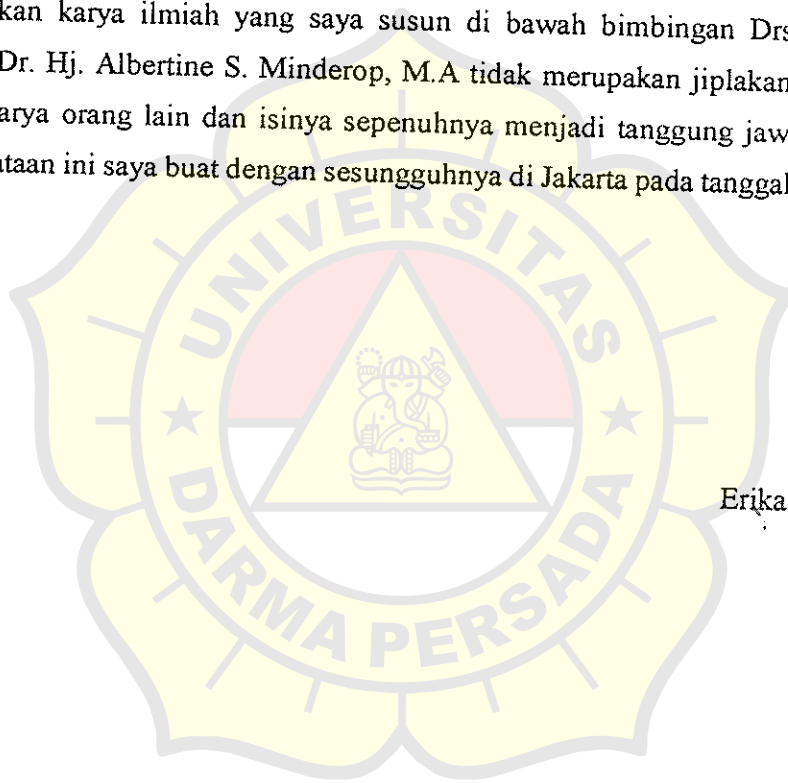 kan karya ilmiah yang saya susun di bawah bimbingan Drs
Dr. Hj. Albertine S. Minderop, M.A tidak merupakan jiplakan
arya orang lain dan isinya sepenuhnya menjadi tanggung jaw
ataan ini saya buat dengan sesungguhnya di Jakarta pada tanggal
UNIVERSITAS
Erika
DARMA PERSADA